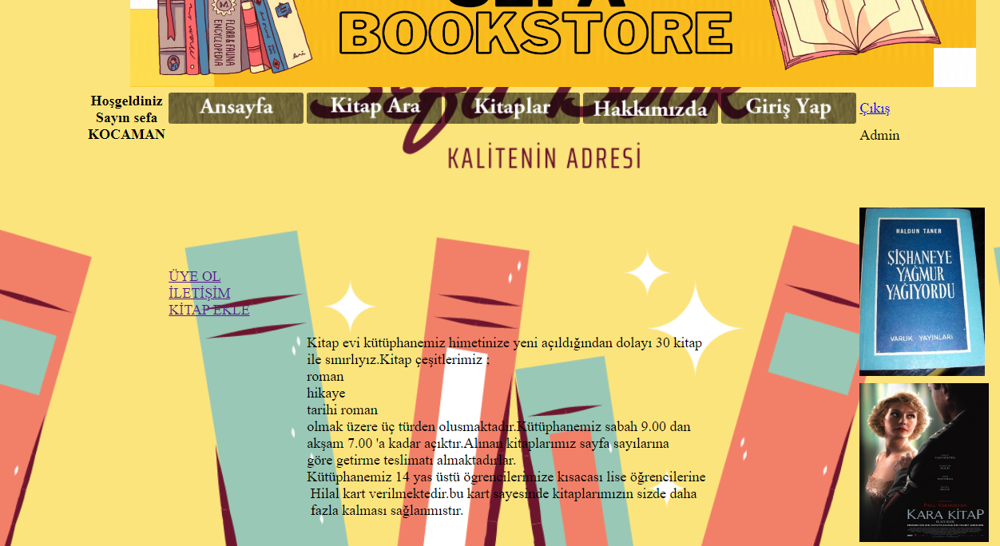 BOOKSTORE
FLORA & FAUNA
ENCYCLOPEDIA
Hoşgeldiniz
Sayın sefa
KOCAMAN
Ansayfa
Kitap Ara
Kitaplar
Hakkımızda
Giriş Yap
Çıkış
Admin
KALİTENİN ADRESİ
HALDUN TANER
ŞİŞHANEYE
YAĞMUR
YAĞIYORDU
VARLIK YAYINLARI
ÜYE OL
İLETİŞİM
KİTAP EKLE
Kitap evi kütüphanemiz himetinize yeni açıldığından dolayı 30 kitap
ile sınırlıyız.Kitap çeşitlerimiz ;
roman
hikaye
tarihi roman
olmak üzere üç türden olusmaktadır.Kütüphanemiz sabah 9.00 dan
akşam 7.00 'a kadar açıktır.Alınan kitaplarımız sayfa sayılarına
göre getirme teslimatı almaktadırlar.
Kütüphanemiz 14 yas üstü ögrencilerimize kısacası lise öğrencilerine
Hilal kart verilmektedir.bu kart sayesinde kitaplarımızın sizde daha
fazla kalması sağlanmıstır.
PAUL VERHOEVEN
KARA KİTAP